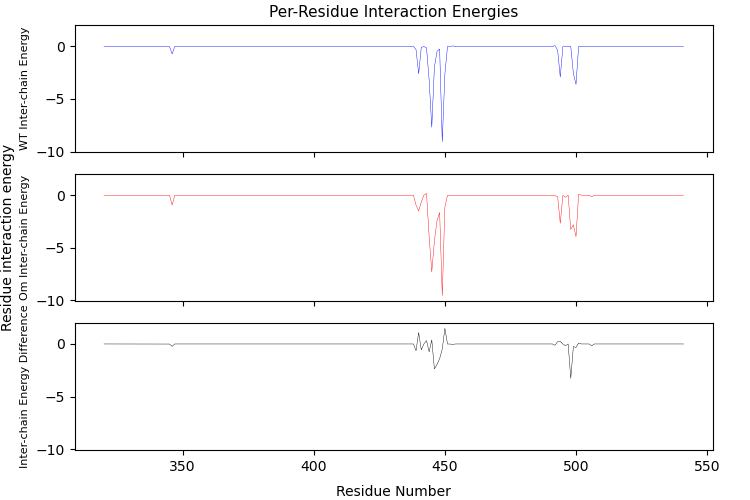 Per-Residue Interaction Energies
Residue interaction energy
WT Inter-chain Energy
0
−5
−10
Om Inter-chain Energy
0
−5
−10
Inter-chain Energy Difference
0
−5
−10
350
400
450
500
550
Residue Number